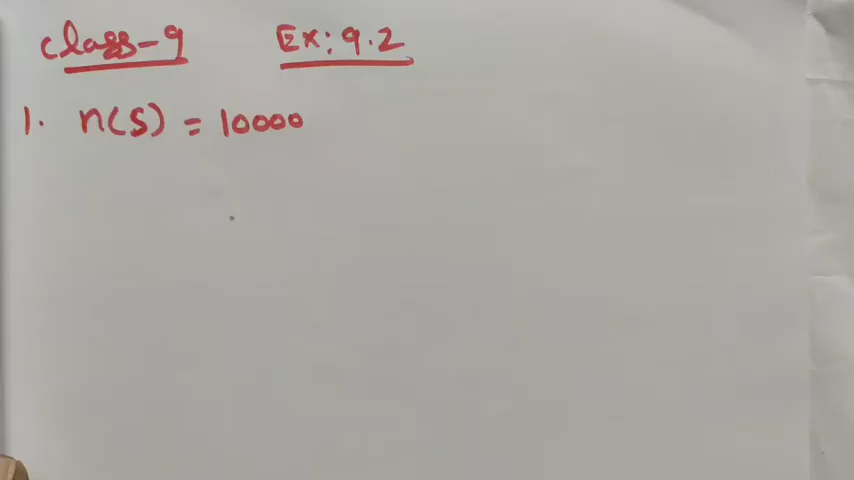 Class-9 Ex: 9.2
1. n(S) = 10000